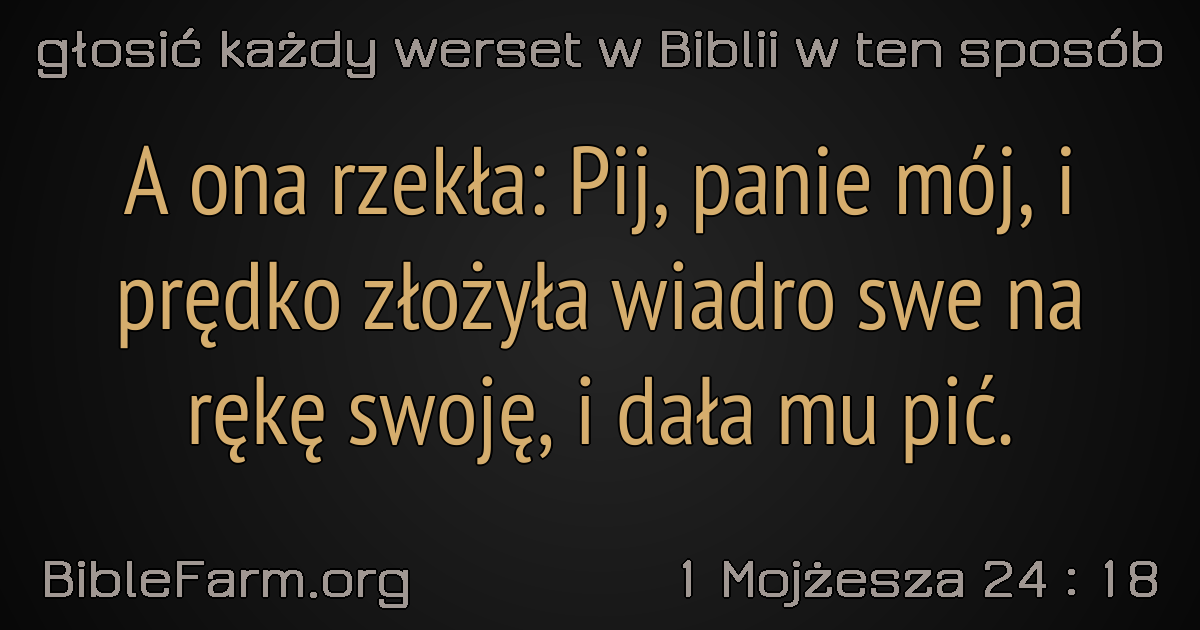 głosić każdy werset w Biblii w ten sposób
A ona rzekła: Pij, panie mój, i
prędko złożyła wiadro swe na
rękę swoję, i dała mu pić.
BibleFarm.org
1 Mojżesza 24 : 18